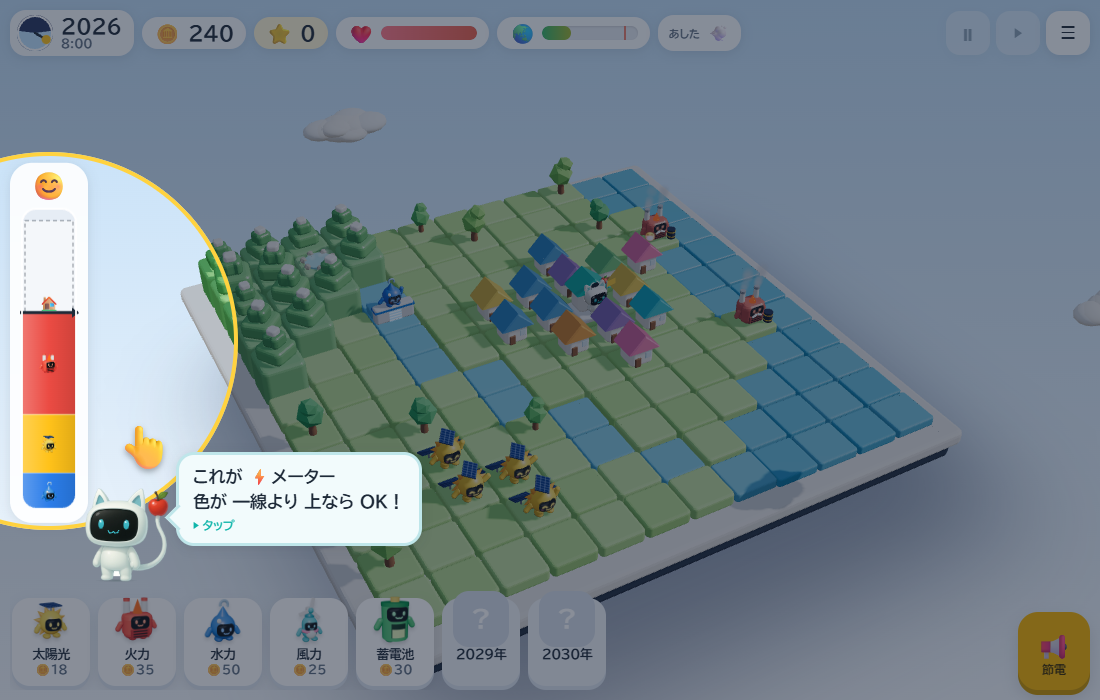 2026
8:00
240
0
あした
これが メーター
色が 一線より 上なら OK！
タップ
太陽光
18
火力
35
水力
50
風力
25
蓄電池
30
?
2029年
?
2030年
節電